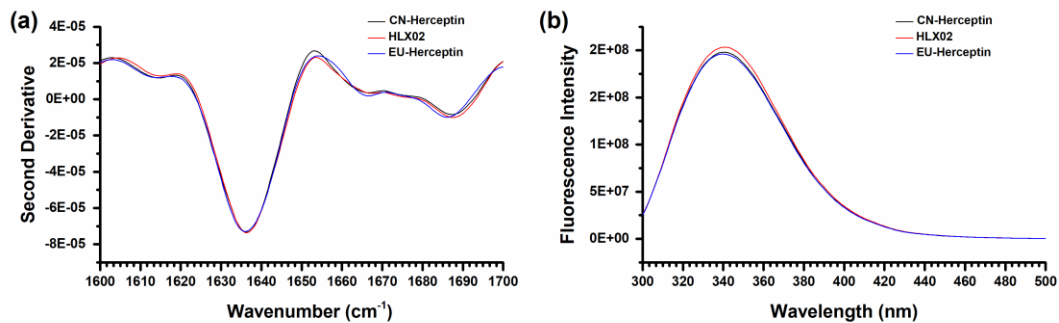 (a)
CN-Herceptin
HLX02
EU-Herceptin
4E-05
2E-05
0E+00
-2E-05
-4E-05
-6E-05
-8E-05
Second Derivative
1600 1610 1620 1630 1640 1650 1660 1670 1680 1690 1700
Wavenumber (cm⁻¹)
(b)
CN-Herceptin
HLX02
EU-Herceptin
2E+08
2E+08
1E+08
5E+07
0E+00
Fluorescence Intensity
300 320 340 360 380 400 420 440 460 480 500
Wavelength (nm)